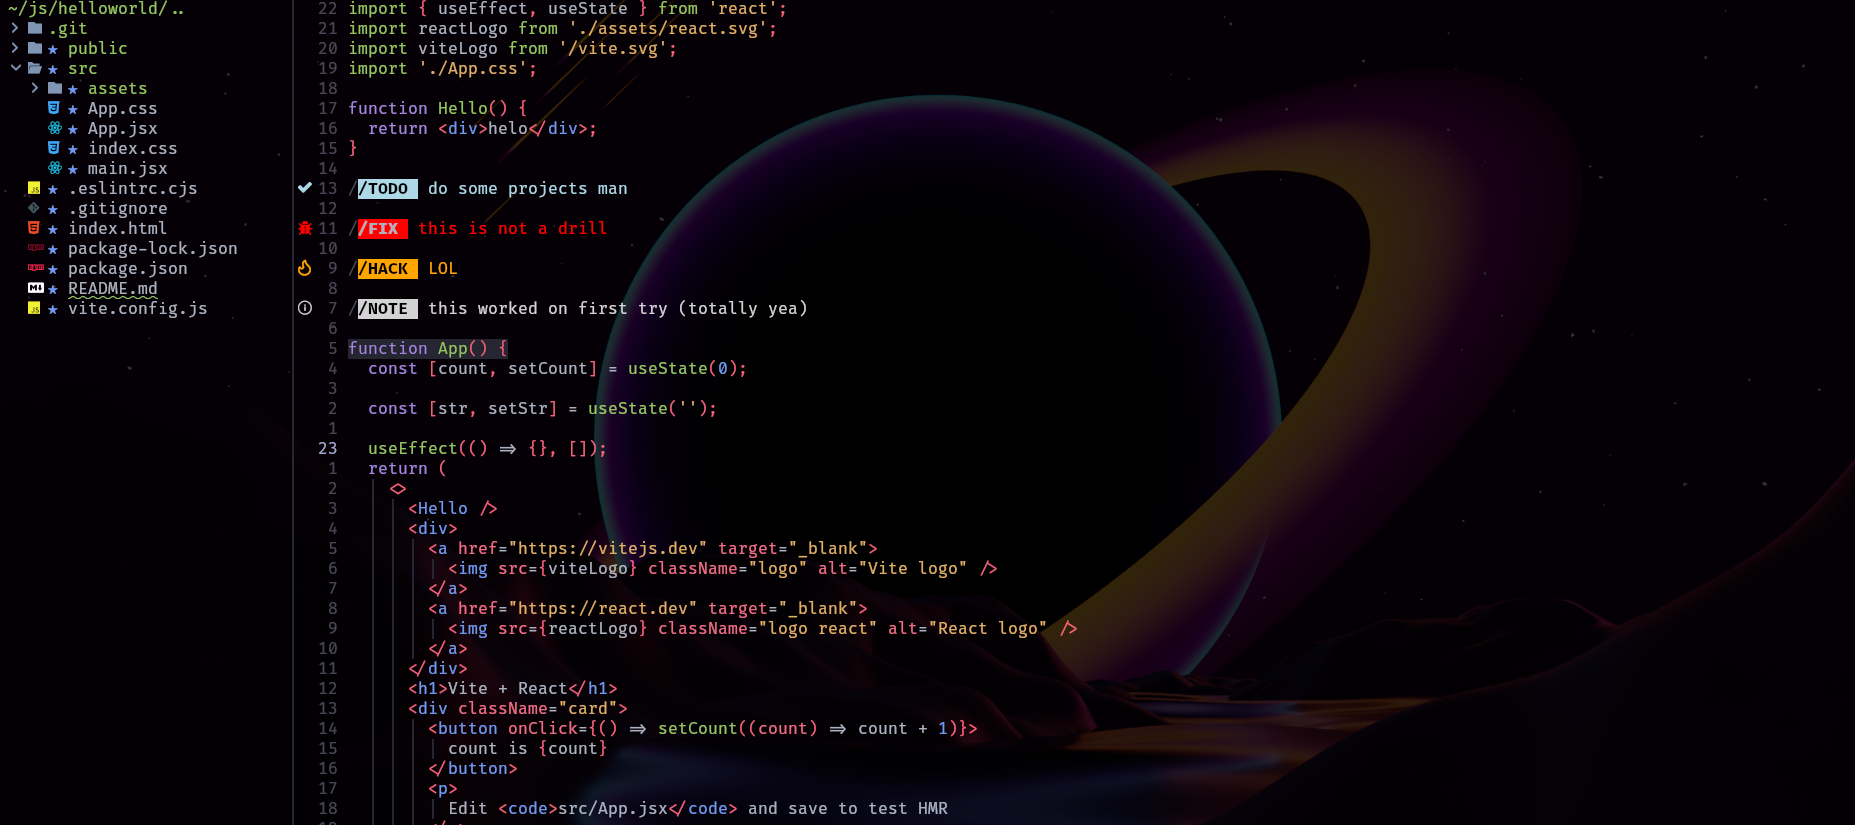 ~/js/helloworld/..
.git
public
src
assets
App.css
App.jsx
index.css
main.jsx
.eslintrc.cjs
.gitignore
index.html
package-lock.json
package.json
README.md
vite.config.js
22 import { useEffect, useState } from 'react';
21 import reactLogo from './assets/react.svg';
20 import viteLogo from '/vite.svg';
19 import './App.css';
18
17 function Hello() {
16 return <div>helo</div>;
15 }
14
13 //TODO do some projects man
12
11 //FIX this is not a drill
10
9 //HACK LOL
8
7 //NOTE this worked on first try (totally yea)
6
5 function App() {
4 const [count, setCount] = useState(0);
3
2 const [str, setStr] = useState('');
1
23 useEffect(() => {}, []);
1 return (
2 <>
3 <Hello />
4 <div>
5 <a href="https://vitejs.dev" target="_blank">
6 <img src={viteLogo} className="logo" alt="Vite logo" />
7 </a>
8 <a href="https://react.dev" target="_blank">
9 <img src={reactLogo} className="logo react" alt="React logo" />
10 </a>
11 </div>
12 <h1>Vite + React</h1>
13 <div className="card">
14 <button onClick={() => setCount((count) => count + 1)}>
15 count is {count}
16 </button>
17 <p>
18 Edit <code>src/App.jsx</code> and save to test HMR